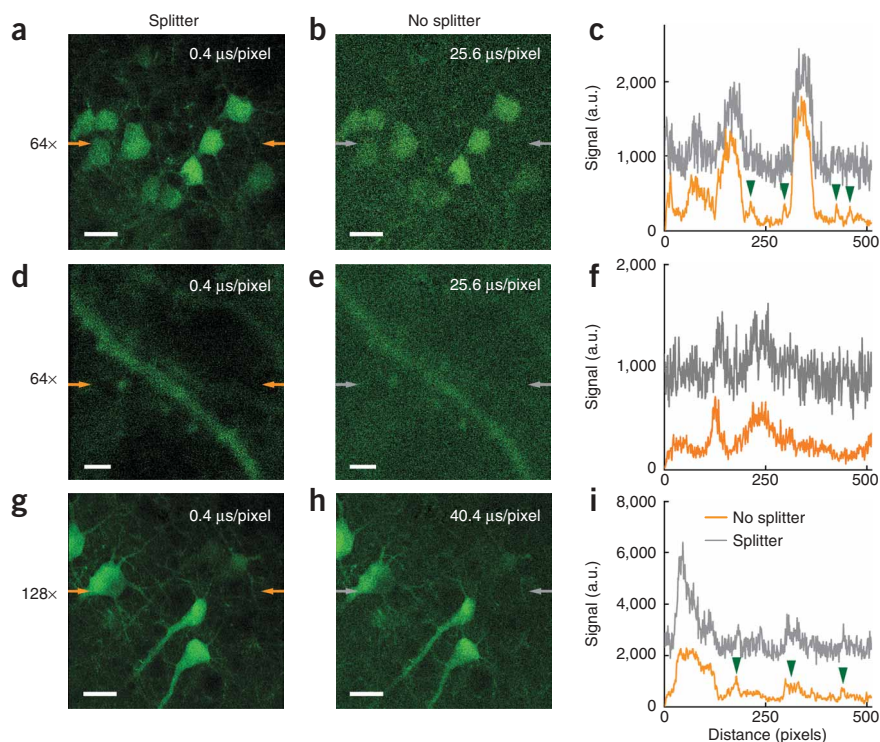 Splitter
No splitter
a
0.4 µs/pixel
b
25.6 µs/pixel
c
64×
Signal (a.u.)
2,000
1,000
0
0
250
500
d
0.4 µs/pixel
e
25.6 µs/pixel
f
64×
Signal (a.u.)
2,000
1,000
0
0
250
500
g
0.4 µs/pixel
h
40.4 µs/pixel
i
128×
Signal (a.u.)
8,000
6,000
4,000
2,000
0
No splitter
Splitter
0
250
500
Distance (pixels)